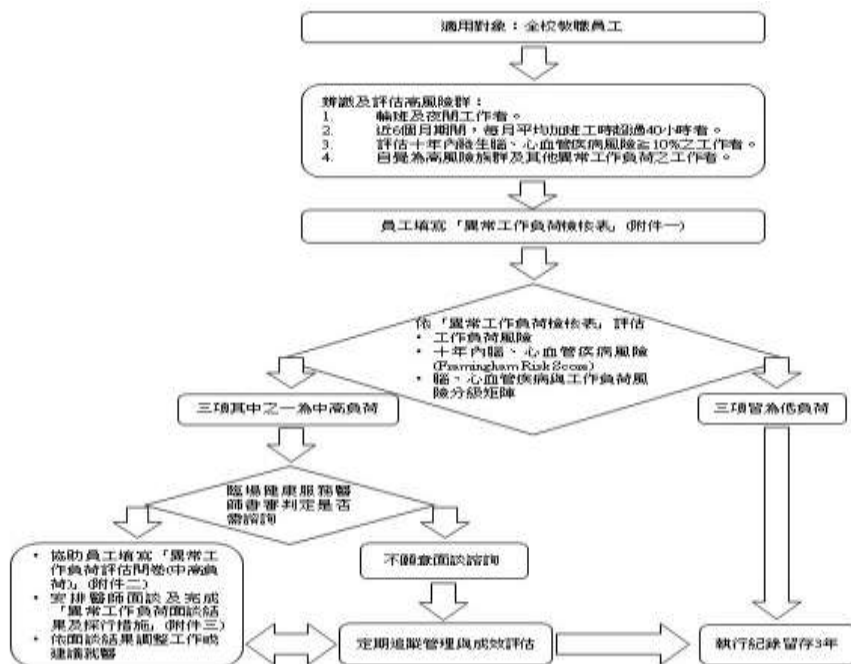 適用對象：全校教職員工
辨識及評估高風險群：
1. 輪班及夜間工作者。
2. 近6個月期間，每月平均加班工時超過40小時者。
3. 評估十年內發生腦、心血管疾病風險≧10%之工作者。
4. 自覺為高風險族群及其他異常工作負荷之工作者。
員工填寫「異常工作負荷檢核表」(附件一)
依「異常工作負荷檢核表」評估
• 工作負荷風險
• 十年內腦、心血管疾病風險
(Framingham Risk Score)
• 腦、心血管疾病與工作負荷風
險分級矩陣
三項其中之一為中高負荷
三項皆為低負荷
臨場健康服務醫
師書審判定是否
需諮詢
• 協助員工填寫「異常工
作負荷評估問卷(中高負
荷)」(附件二)
• 安排醫師面談及完成
「異常工作負荷面談結
果及採行措施」(附件三)
• 依面談結果調整工作或
建議就醫
不願意面談諮詢
定期追蹤管理與成效評估
執行紀錄留存3年